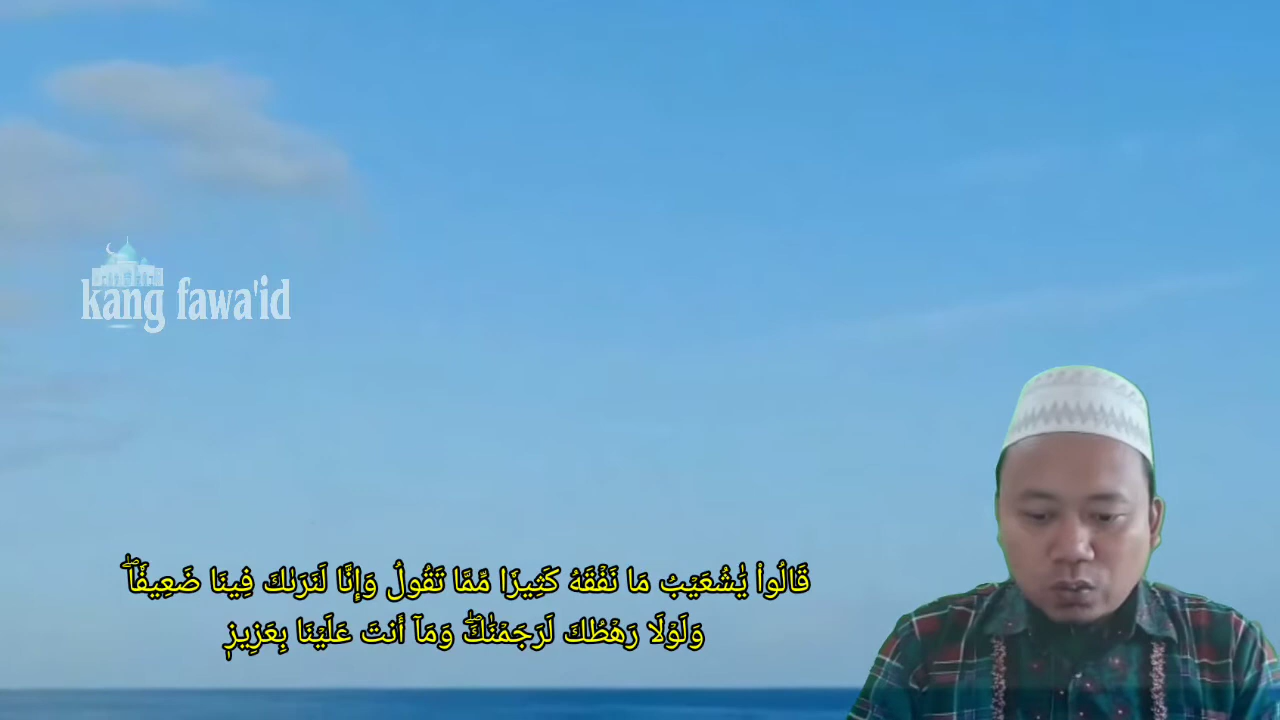 kang fawa'id
قَالُوا۟ يَٰشُعَيْبُ مَا نَفْقَهُ كَثِيرًا مِّمَّا تَقُولُ وَإِنَّا لَنَرَىٰكَ فِينَا ضَعِيفًا ۖ
وَلَوْلَا رَهْطُكَ لَرَجَمْنَٰكَ ۖ وَمَآ أَنتَ عَلَيْنَا بِعَزِيزٍ